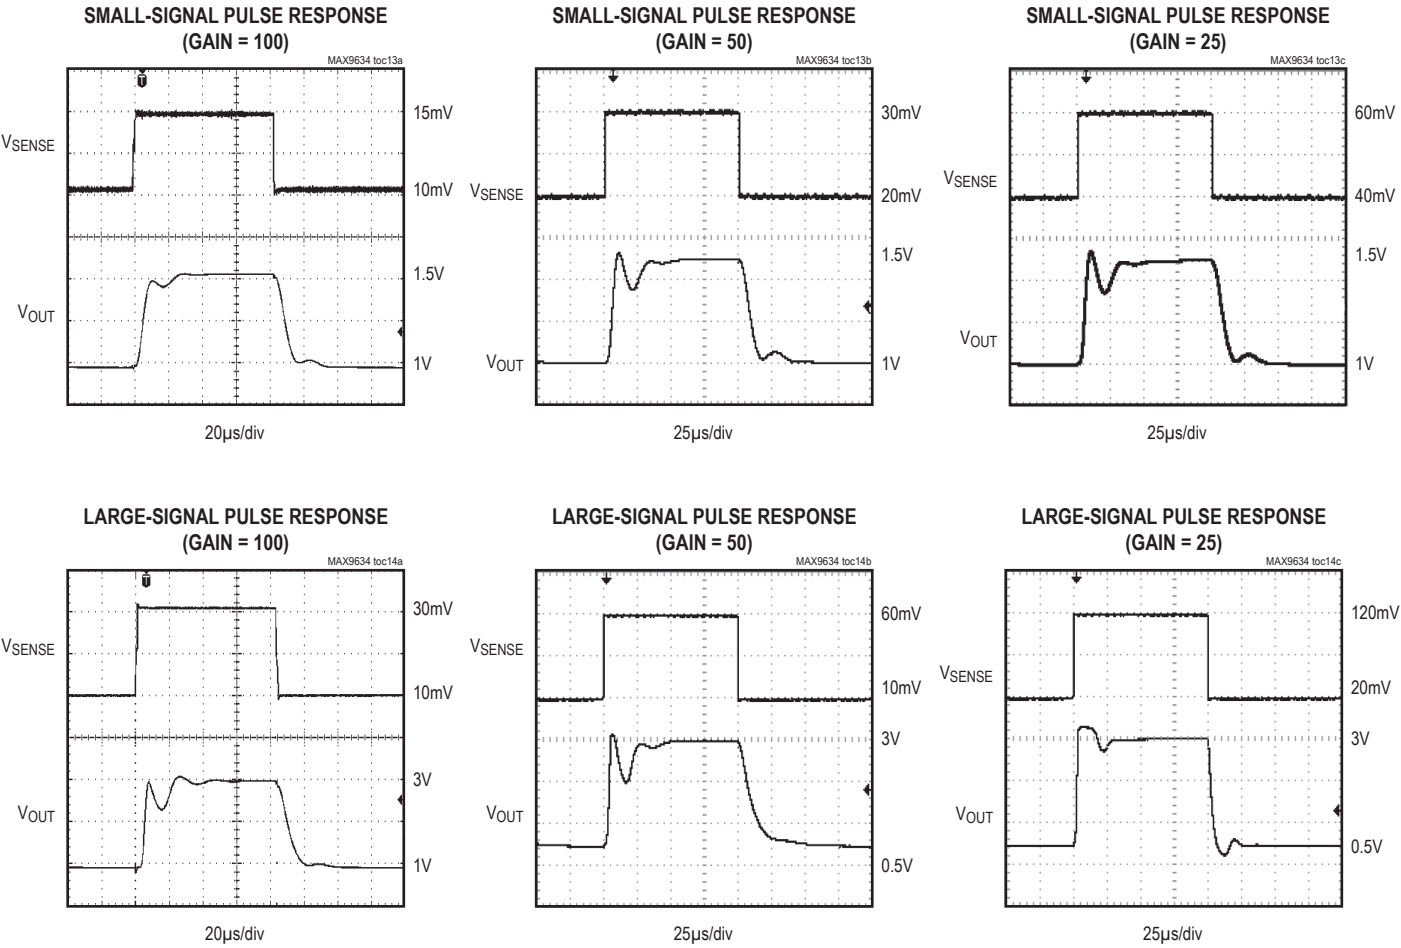 SMALL-SIGNAL PULSE RESPONSE
(GAIN = 100)
MAX9634 toc13a
VSENSE
15mV
10mV
VOUT
1.5V
1V
20µs/div
SMALL-SIGNAL PULSE RESPONSE
(GAIN = 50)
MAX9634 toc13b
VSENSE
30mV
20mV
VOUT
1.5V
1V
25µs/div
SMALL-SIGNAL PULSE RESPONSE
(GAIN = 25)
MAX9634 toc13c
VSENSE
60mV
40mV
VOUT
1.5V
1V
25µs/div
LARGE-SIGNAL PULSE RESPONSE
(GAIN = 100)
MAX9634 toc14a
VSENSE
30mV
10mV
VOUT
3V
1V
20µs/div
LARGE-SIGNAL PULSE RESPONSE
(GAIN = 50)
MAX9634 toc14b
VSENSE
60mV
10mV
VOUT
3V
0.5V
25µs/div
LARGE-SIGNAL PULSE RESPONSE
(GAIN = 25)
MAX9634 toc14c
VSENSE
120mV
20mV
VOUT
3V
0.5V
25µs/div